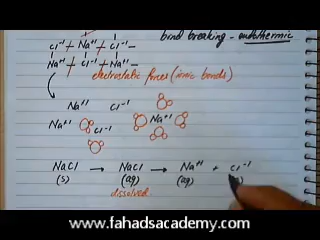 bond breaking - endothermic
Cl⁻¹ Na⁺¹ Cl⁻¹
Na⁺¹ Cl⁻¹ Na⁺¹
electrostatic forces (ionic bonds)
Na⁺¹ Cl⁻¹
Na⁺¹ Cl⁻¹ Na⁺¹
NaCl → NaCl → Na⁺¹ + Cl⁻¹
(s) (aq) (aq)
dissolved
www.fahadsacademy.com